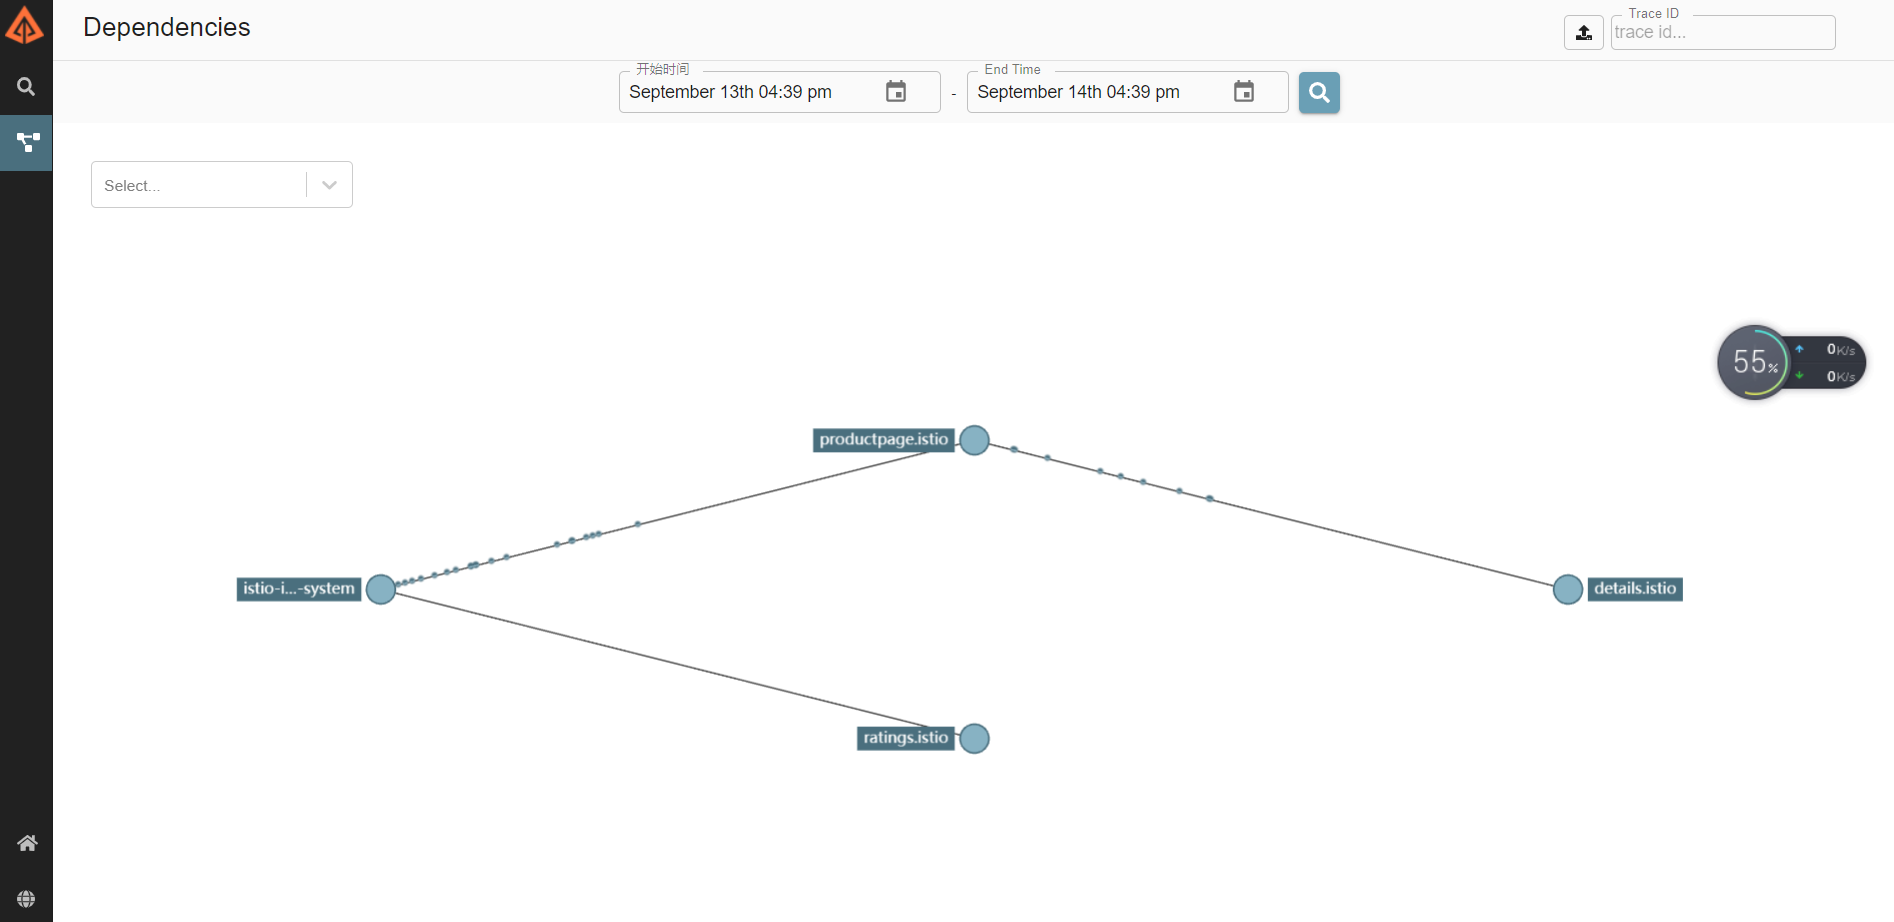 Dependencies
Trace ID
trace id...
开始时间
September 13th 04:39 pm
-
End Time
September 14th 04:39 pm
Select...
55%
0K/s
0K/s
productpage.istio
istio-i...-system
details.istio
ratings.istio